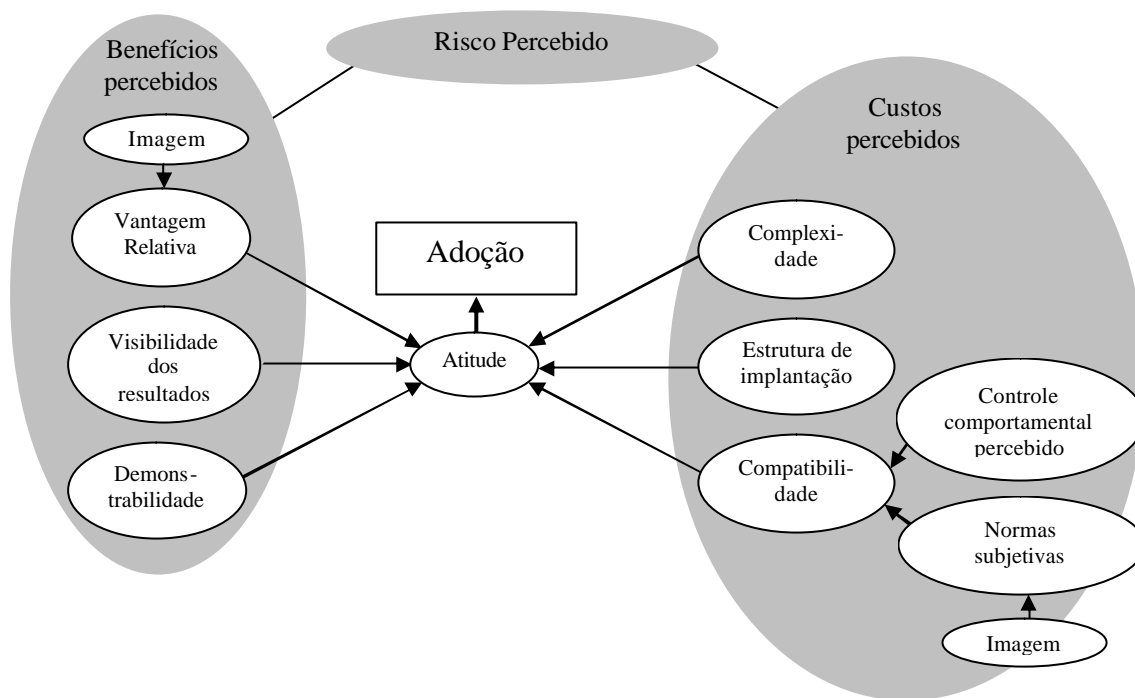 Benefícios
percebidos
Imagem
Vantagem
Relativa
Visibilidade
dos
resultados
Demons-
trabilidade
Risco Percebido
Adoção
Atitude
Custos
percebidos
Complexi-
dade
Estrutura de
implantação
Compatibili-
dade
Controle
comportamental
percebido
Normas
subjetivas
Imagem